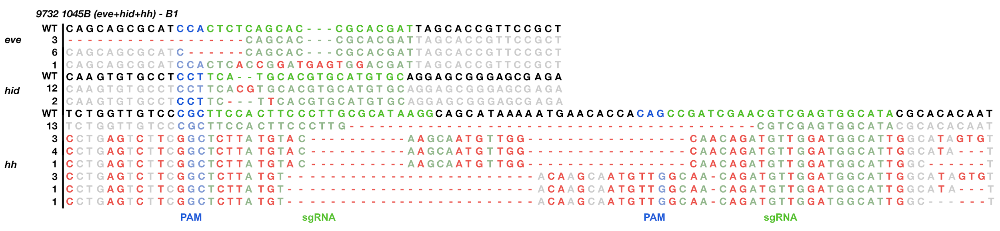 9732 1045B (eve+hid+hh) - B1
WT CAGCAGCGCATCCACTCTCAGCAC---CGCACGATTAGCACCGTTCCGCT
eve 3 ------------------CAGCAC---CGCACGATTAGCACCGTTCCGCT
6 CAGCAGCGCATC------CAGCAC---CGCACGATTAGCACCGTTCCGCT
1 CAGCAGCGCATCCACTCACCGGATGAGTGGACGATTAGCACCGTTCCGCT
WT CAAGTGTGCCTCCTTCA--TGCACGTGCATGTGCAGGAGCGGGAGCGAGA
hid 12 CAAGTGTGCCTCCTTCACGTGCACGTGCATGTGCAGGAGCGGGAGCGAGA
2 CAAGTGTGCCTCCTTC---TTCACGTGCATGTGCAGGAGCGGGAGCGAGA
WT TCTGGTTGTCCCGCTTCCACTTCCCTTGCGCATAAGGCAGCATAAAAATGAACACCACAGCCGATCGAACGTCGAGTGGCATACGCACACAAT
13 TCTGGTTGTCCCGCTTCCACTTCCCTTG-----------------------------------------CGTCGAGTGGCATACGCACACAAT
3 CCTGAGTCTTCGGCTCTTATGTAC----------AAGCAATGTTGG----------------CAACAGATGTTGGATGGCATTGGCATAGTGT
4 CCTGAGTCTTCGGCTCTTATGTAC----------AAGCAATGTTGG----------------CAACAGATGTTGGATGGCATTGGCATA---T
hh 1 CCTGAGTCTTCGGCTCTTATGTAC----------AAGCAATGTTGG----------------CAACAGATGTTGGATGGCATTGGC------T
3 CCTGAGTCTTCGGCTCTTATGT-------------------------ACAAGCAATGTTGGCAA-CAGATGTTGGATGGCATTGGCATAGTGT
1 CCTGAGTCTTCGGCTCTTATGT-------------------------ACAAGCAATGTTGGCAA-CAGATGTTGGATGGCATTGGCATA---T
1 CCTGAGTCTTCGGCTCTTATGT-------------------------ACAAGCAATGTTGGCAA-CAGATGTTGGATGGCATTGGC------T
PAM sgRNA PAM sgRNA